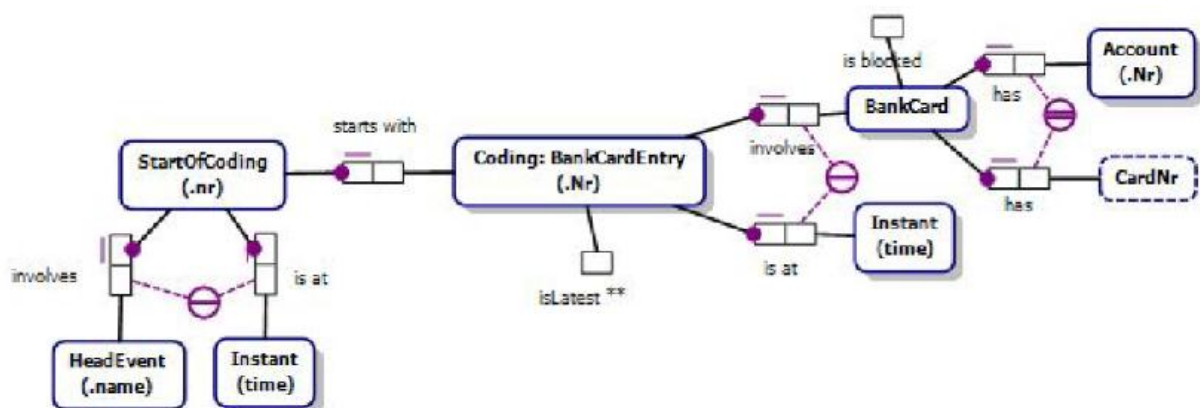 is blocked
Account
(.Nr)
has
BankCard
starts with
involves
StartOfCoding
(.nr)
Coding: BankCardEntry
(.Nr)
CardNr
has
Instant
(time)
is at
involves
is at
isLatest **
HeadEvent
(.name)
Instant
(time)